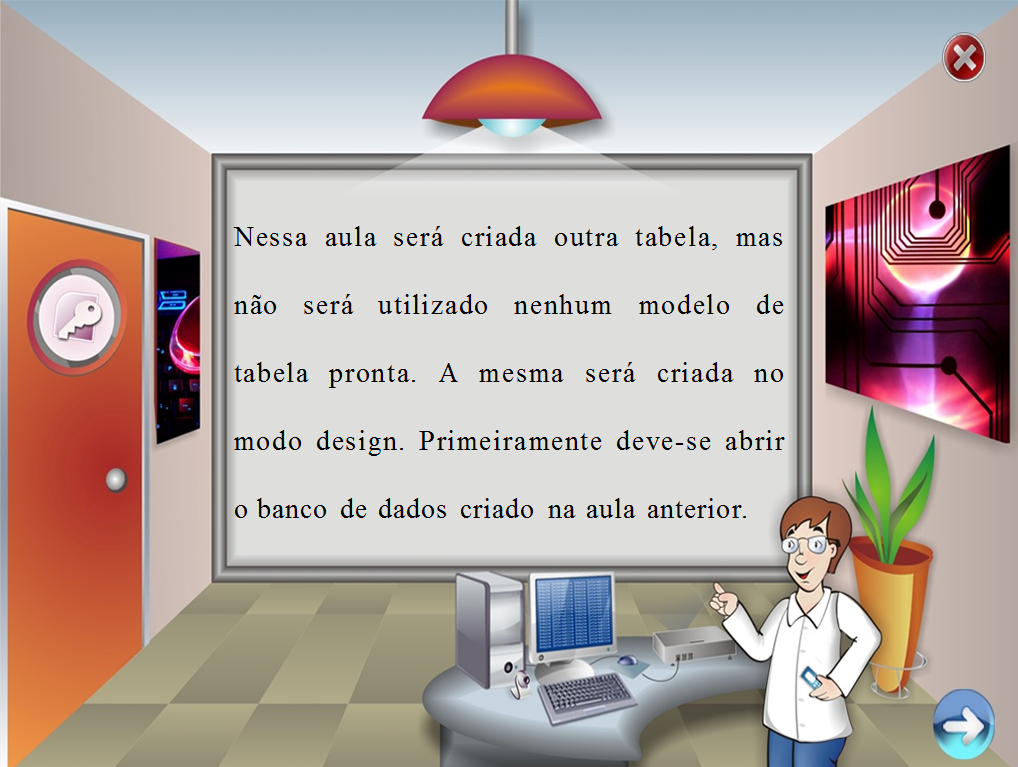 Nessa aula será criada outra tabela, mas
não será utilizado nenhum modelo de
tabela pronta. A mesma será criada no
modo design. Primeiramente deve-se abrir
o banco de dados criado na aula anterior.